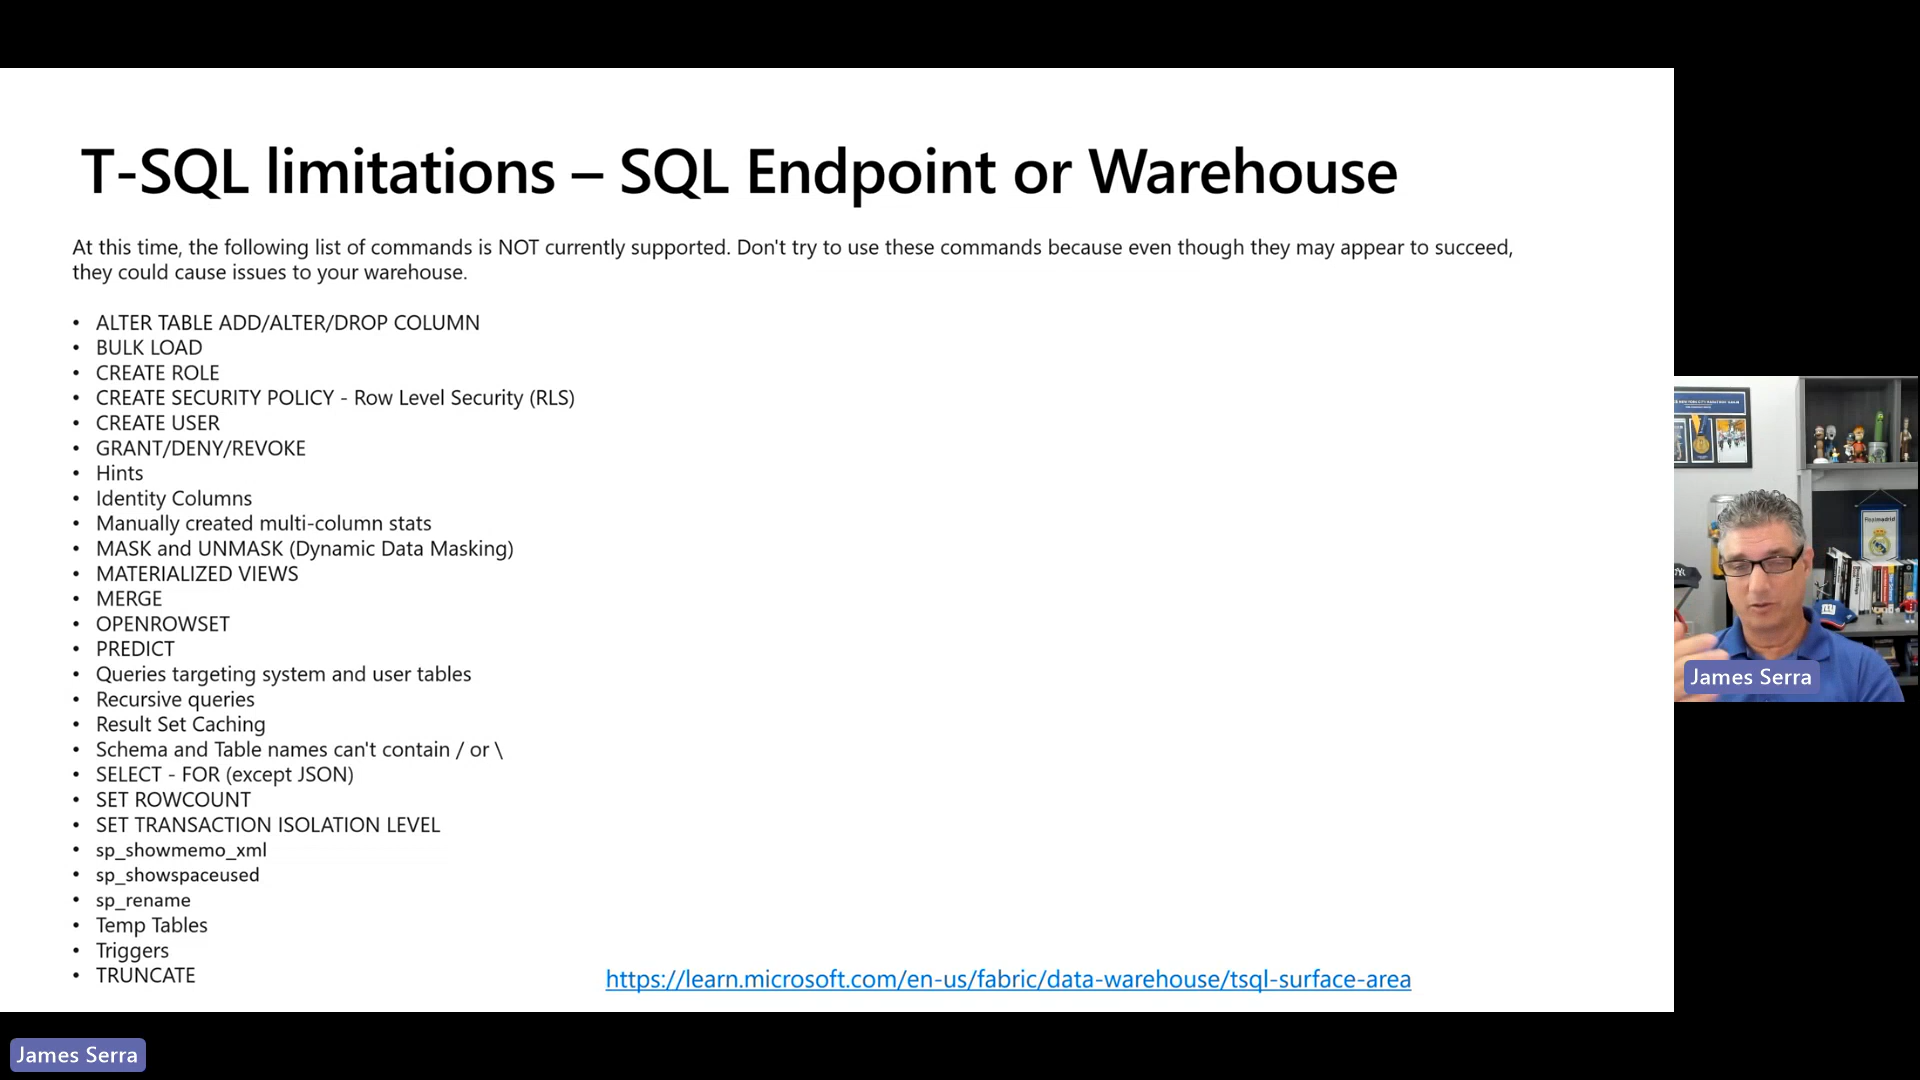 T-SQL limitations – SQL Endpoint or Warehouse
At this time, the following list of commands is NOT currently supported. Don't try to use these commands because even though they may appear to succeed,
they could cause issues to your warehouse.
• ALTER TABLE ADD/ALTER/DROP COLUMN
• BULK LOAD
• CREATE ROLE
• CREATE SECURITY POLICY - Row Level Security (RLS)
• CREATE USER
• GRANT/DENY/REVOKE
• Hints
• Identity Columns
• Manually created multi-column stats
• MASK and UNMASK (Dynamic Data Masking)
• MATERIALIZED VIEWS
• MERGE
• OPENROWSET
• PREDICT
• Queries targeting system and user tables
• Recursive queries
• Result Set Caching
• Schema and Table names can't contain / or \
• SELECT - FOR (except JSON)
• SET ROWCOUNT
• SET TRANSACTION ISOLATION LEVEL
• sp_showmemo_xml
• sp_showspaceused
• sp_rename
• Temp Tables
• Triggers
• TRUNCATE
https://learn.microsoft.com/en-us/fabric/data-warehouse/tsql-surface-area
James Serra
James Serra